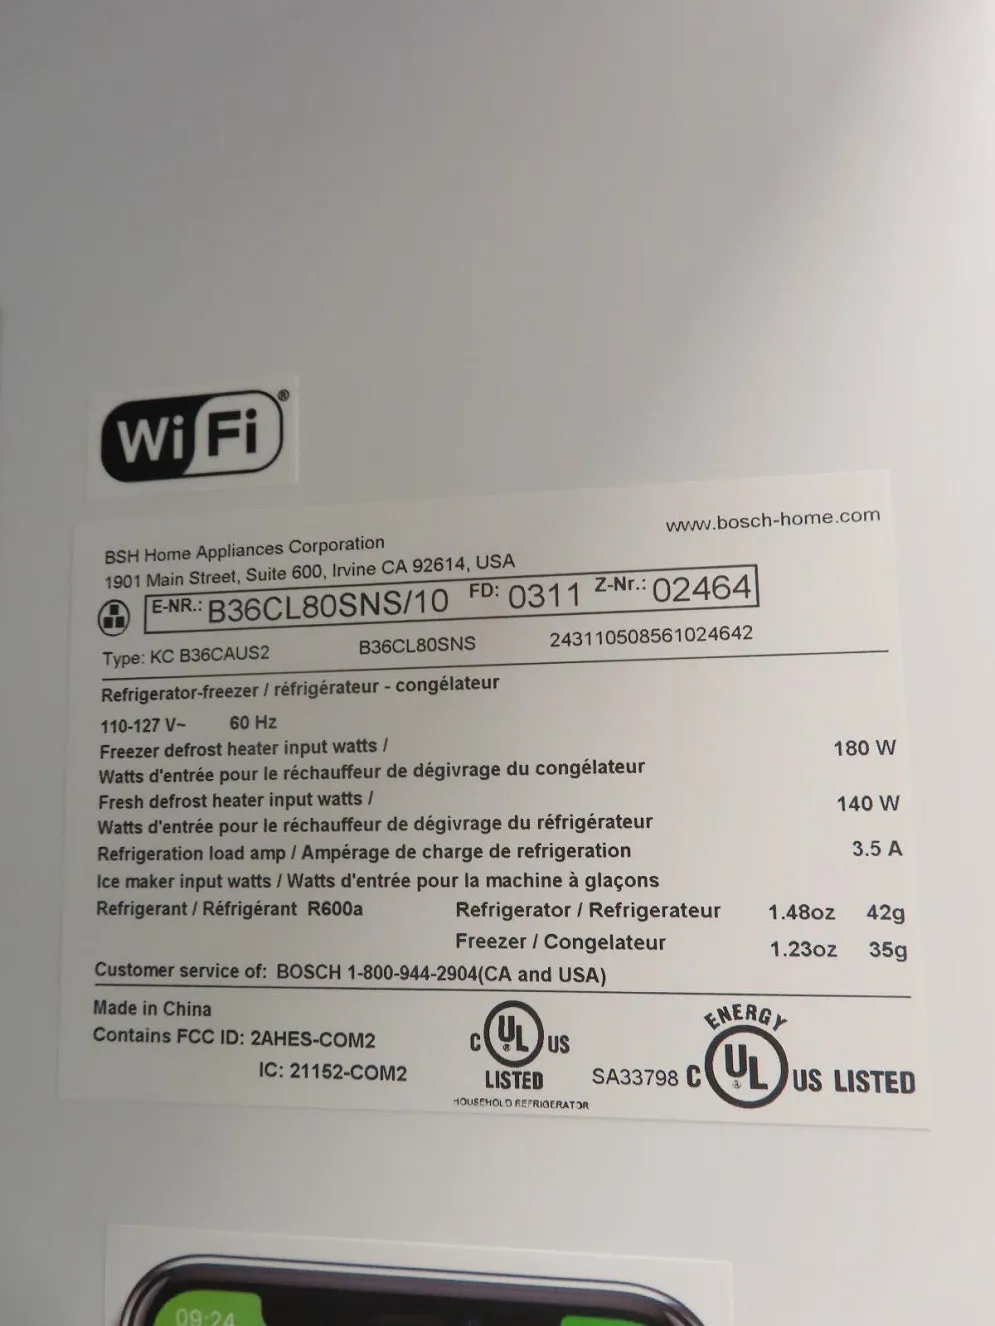 WiFi®
www.bosch-home.com
BSH Home Appliances Corporation
1901 Main Street, Suite 600, Irvine CA 92614, USA
E-NR.: B36CL80SNS/10 FD: 0311 Z-Nr.: 02464
Type: KC B36CAUS2 B36CL80SNS 243110508561024642
Refrigerator-freezer / réfrigérateur - congélateur
110-127 V~ 60 Hz
Freezer defrost heater input watts / 180 W
Watts d'entrée pour le réchauffeur de dégivrage du congélateur
Fresh defrost heater input watts / 140 W
Watts d'entrée pour le réchauffeur de dégivrage du réfrigérateur
Refrigeration load amp / Ampérage de charge de refrigeration 3.5 A
Ice maker input watts / Watts d'entrée pour la machine à glaçons
Refrigerant / Réfrigérant R600a Refrigerator / Refrigerateur 1.48oz 42g
Freezer / Congelateur 1.23oz 35g
Customer service of: BOSCH 1-800-944-2904(CA and USA)
Made in China
Contains FCC ID: 2AHES-COM2
IC: 21152-COM2
C UL® US
LISTED
HOUSEHOLD REFRIGERATOR
SA33798
ENERGY
C UL® US LISTED
09:24